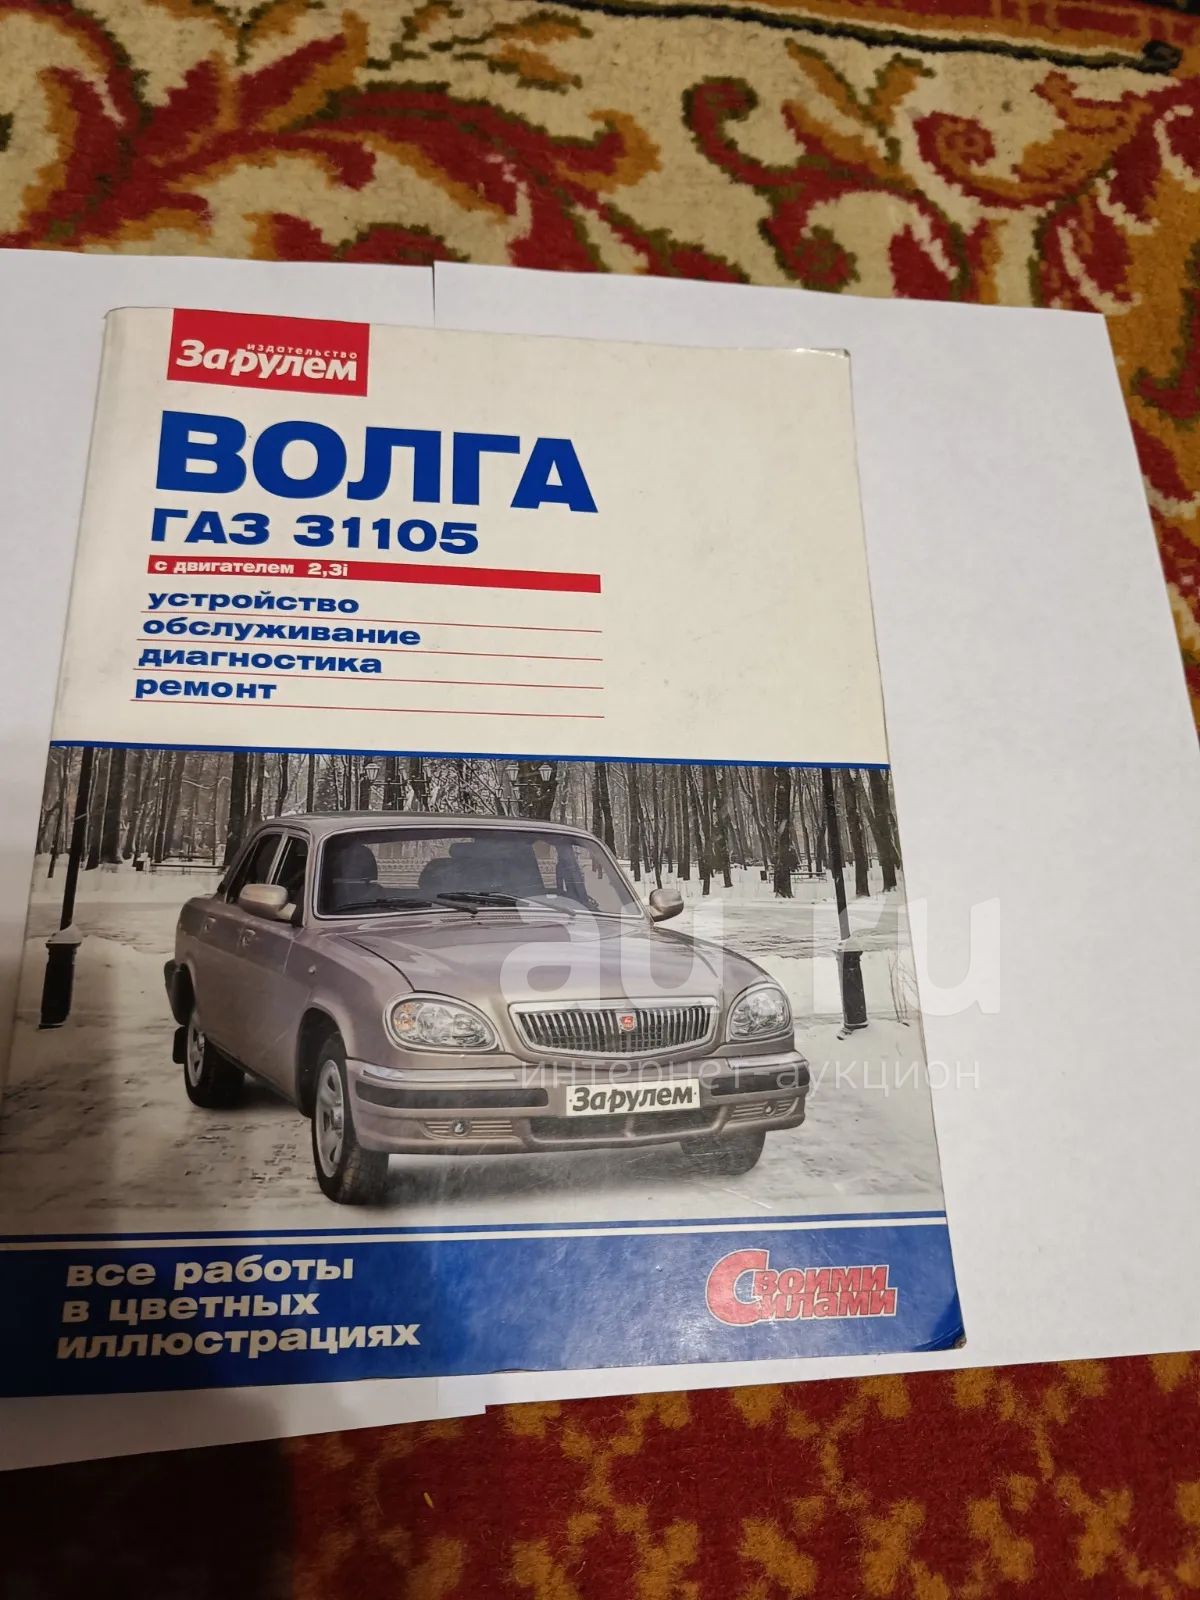 издательство
За рулем
ВОЛГА
ГАЗ 31105
с двигателем 2,3i
устройство
обслуживание
диагностика
ремонт
au.ru
интернет аукцион
За рулем
все работы
в цветных
иллюстрациях
Своими
силами